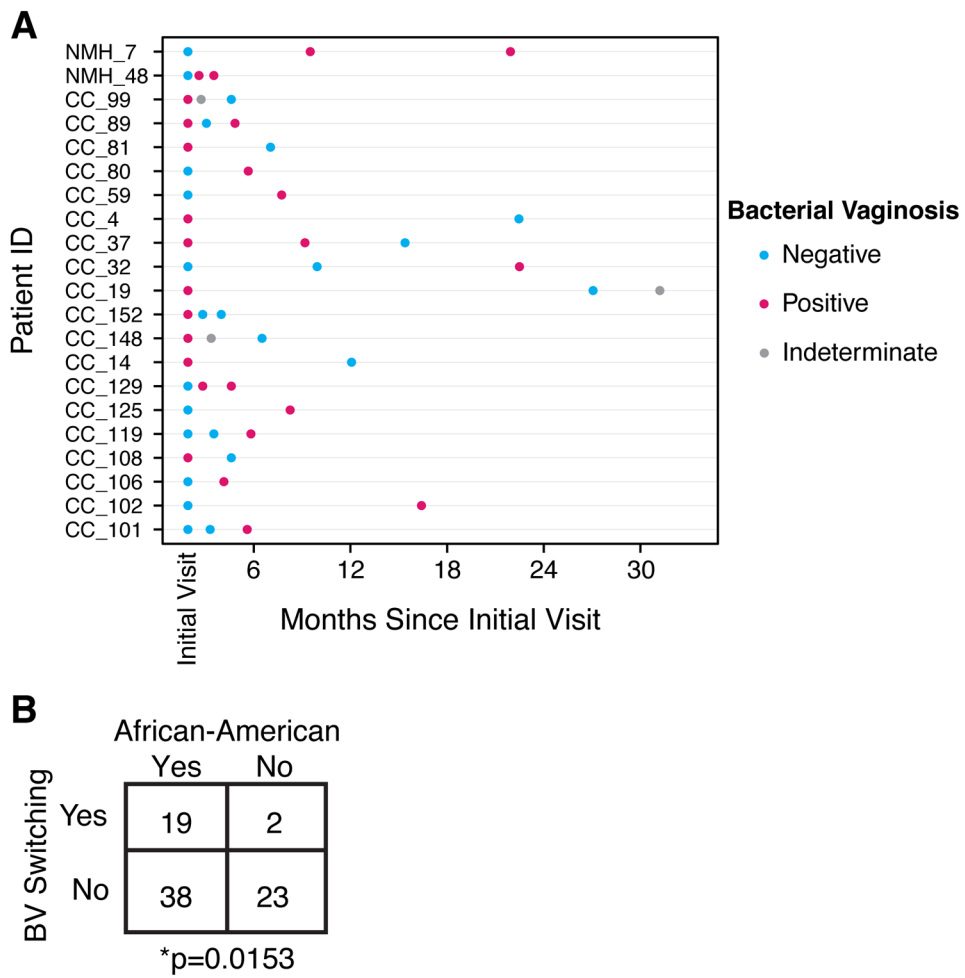 A
NMH_7
NMH_48
CC_99
CC_89
CC_81
CC_80
CC_59
CC_4
CC_37
CC_32
CC_19
CC_152
CC_148
CC_14
CC_129
CC_125
CC_119
CC_108
CC_106
CC_102
CC_101
Patient ID
Initial Visit
6 12 18 24 30
Months Since Initial Visit
Bacterial Vaginosis
Negative
Positive
Indeterminate
B
African-American
Yes No
BV Switching
Yes 19 2
No 38 23
*p=0.0153